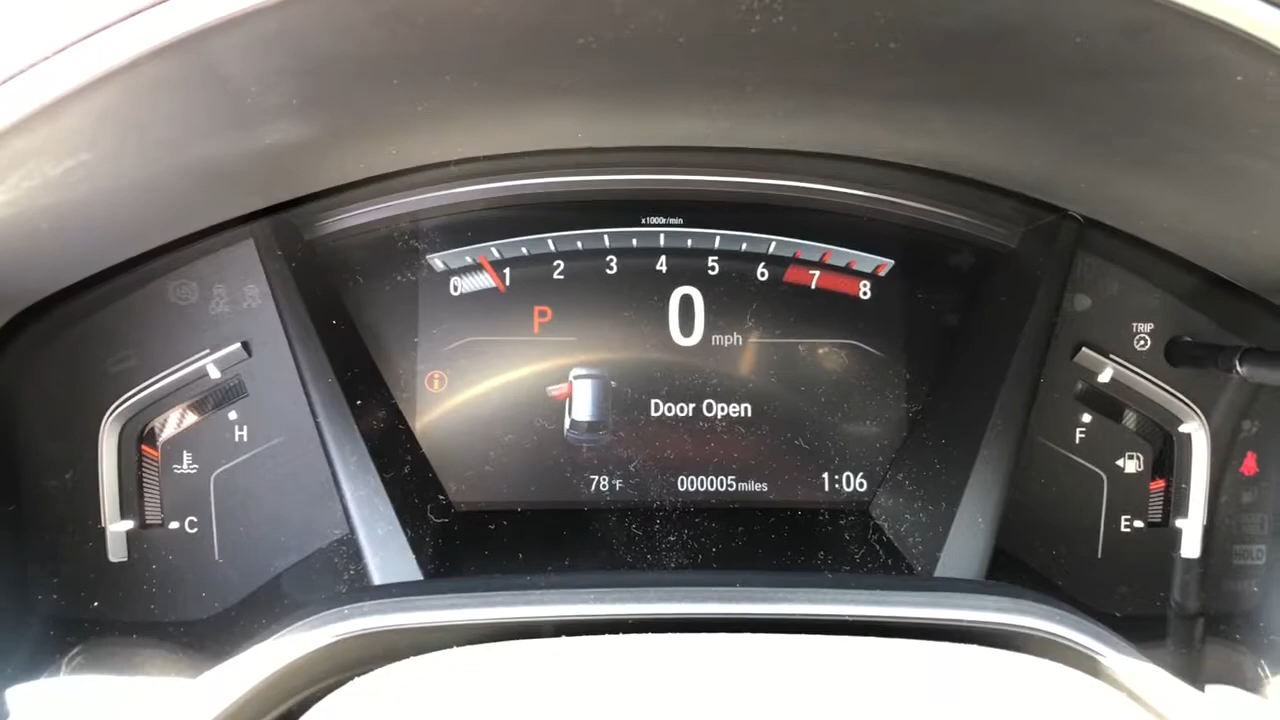 x1000r/min
0 1 2 3 4 5 6 7 8
P
0 mph
TRIP
H
F
Door Open
C
E
78°F
000005 miles
1:06
HOLD